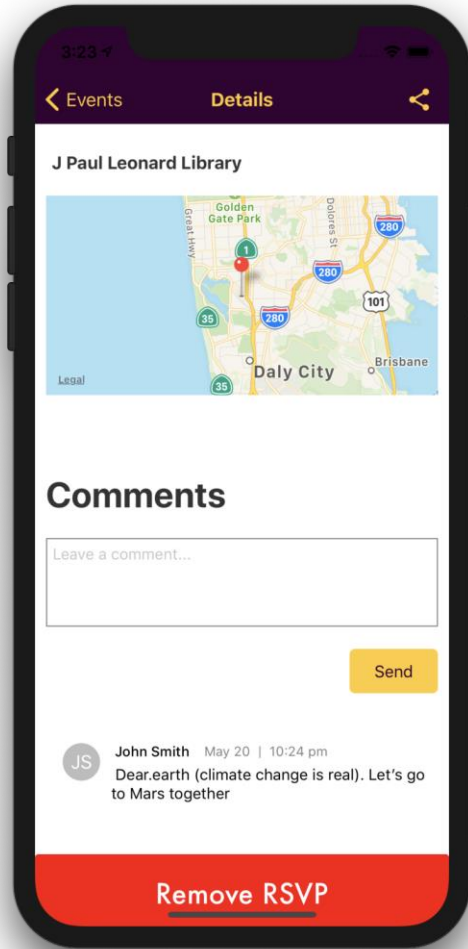 3:23
Events
Details
J Paul Leonard Library
Golden
Gate Park
Great Hwy
Dolores St
280
1
280
101
35
280
Daly City
Brisbane
35
Legal
Comments
Leave a comment...
Send
JS
John Smith May 20 | 10:24 pm
Dear.earth (climate change is real). Let's go
to Mars together
Remove RSVP